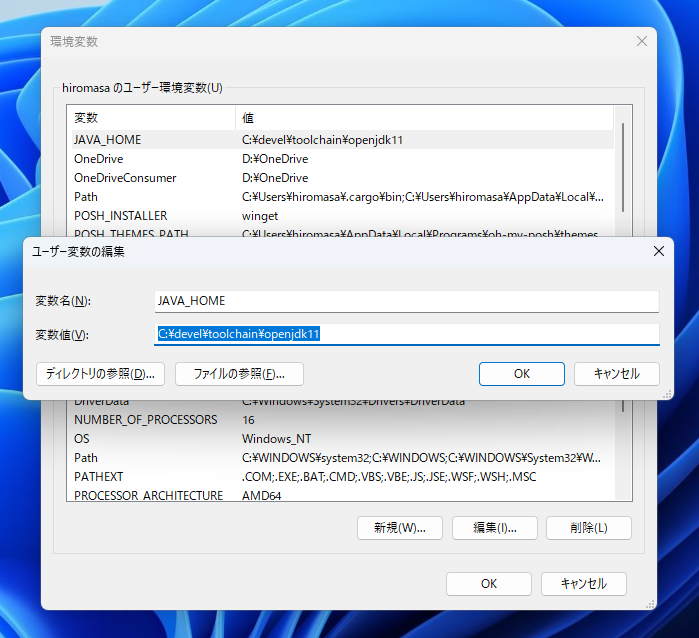 環境変数
hiromasa のユーザー環境変数(U)
変数 値
JAVA_HOME C:¥devel¥toolchain¥openjdk11
OneDrive D:¥OneDrive
OneDriveConsumer D:¥OneDrive
Path C:¥Users¥hiromasa¥.cargo¥bin;C:¥Users¥hiromasa¥AppData¥Local¥...
POSH_INSTALLER winget
POSH_THEMES_PATH C:¥Users¥hiromasa¥AppData¥Local¥Programs¥oh-my-posh¥themes
ユーザー変数の編集
変数名(N): JAVA_HOME
変数値(V): C:¥devel¥toolchain¥openjdk11
ディレクトリの参照(D)... ファイルの参照(F)... OK キャンセル
DriverData C:¥Windows¥System32¥Drivers¥DriverData
NUMBER_OF_PROCESSORS 16
OS Windows_NT
Path C:¥WINDOWS¥system32;C:¥WINDOWS;C:¥WINDOWS¥System32¥W...
PATHEXT .COM;.EXE;.BAT;.CMD;.VBS;.VBE;.JS;.JSE;.WSF;.WSH;.MSC
PROCESSOR_ARCHITECTURE AMD64
新規(W)... 編集(I)... 削除(L)
OK キャンセル